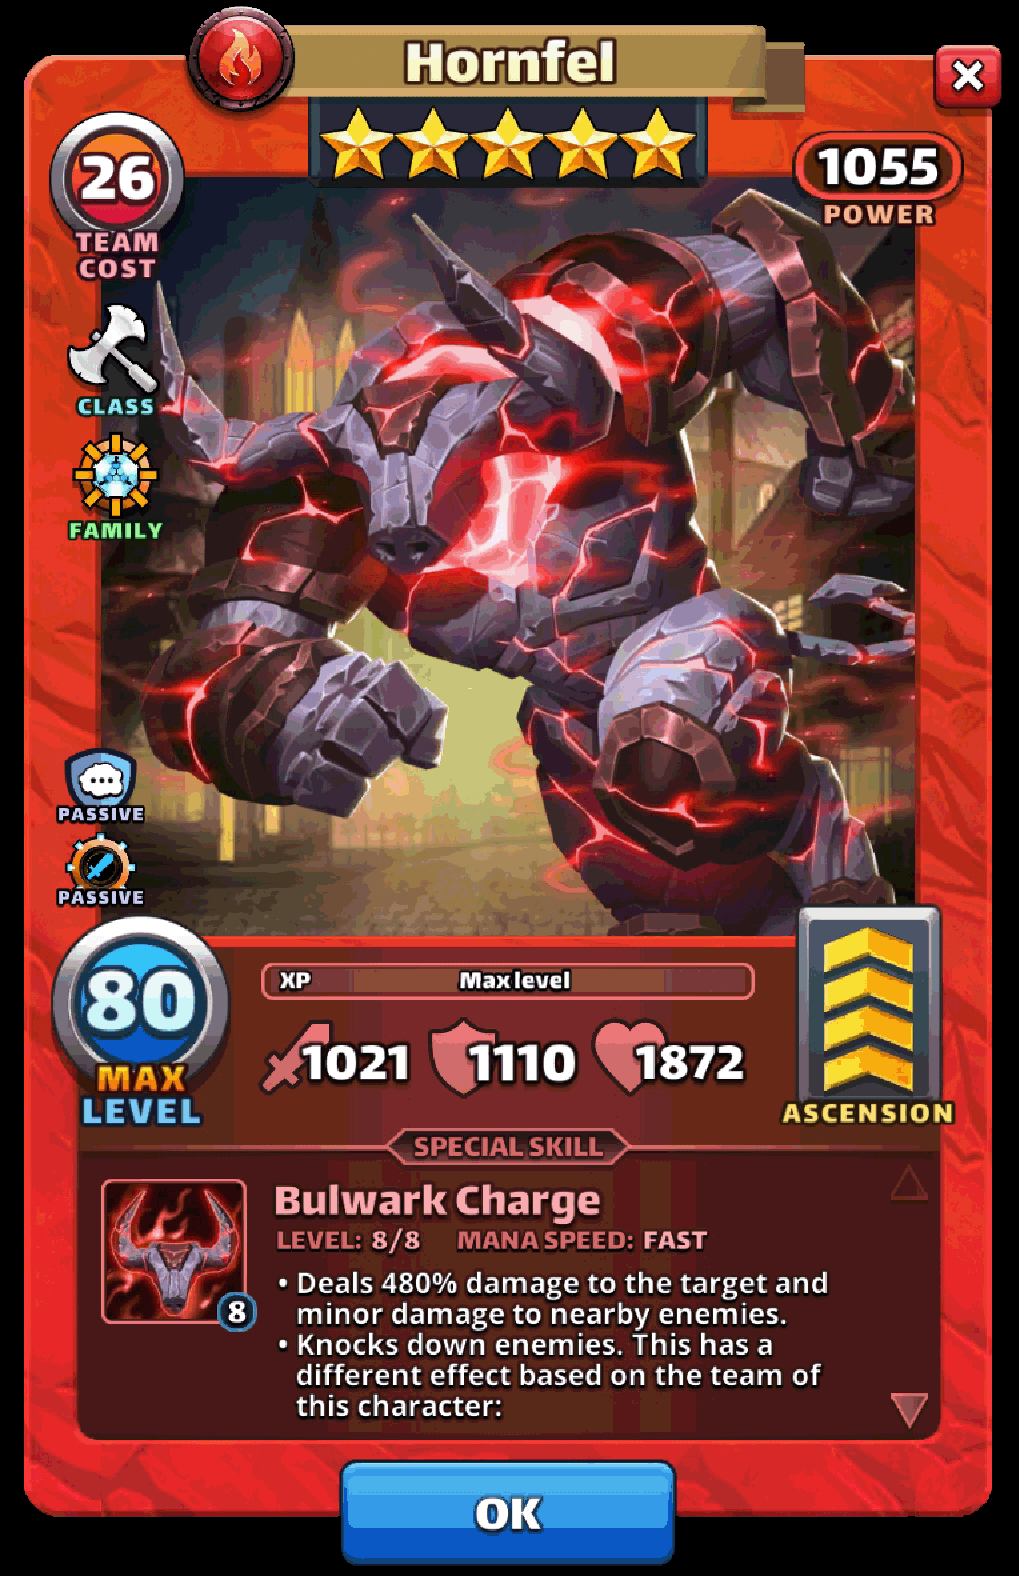 Hornfel
26
TEAM
COST
1055
POWER
CLASS
FAMILY
PASSIVE
PASSIVE
80
MAX
LEVEL
XP Max level
1021 1110 1872
ASCENSION
SPECIAL SKILL
Bulwark Charge
LEVEL: 8/8 MANA SPEED: FAST
8
• Deals 480% damage to the target and
minor damage to nearby enemies.
• Knocks down enemies. This has a
different effect based on the team of
this character:
OK